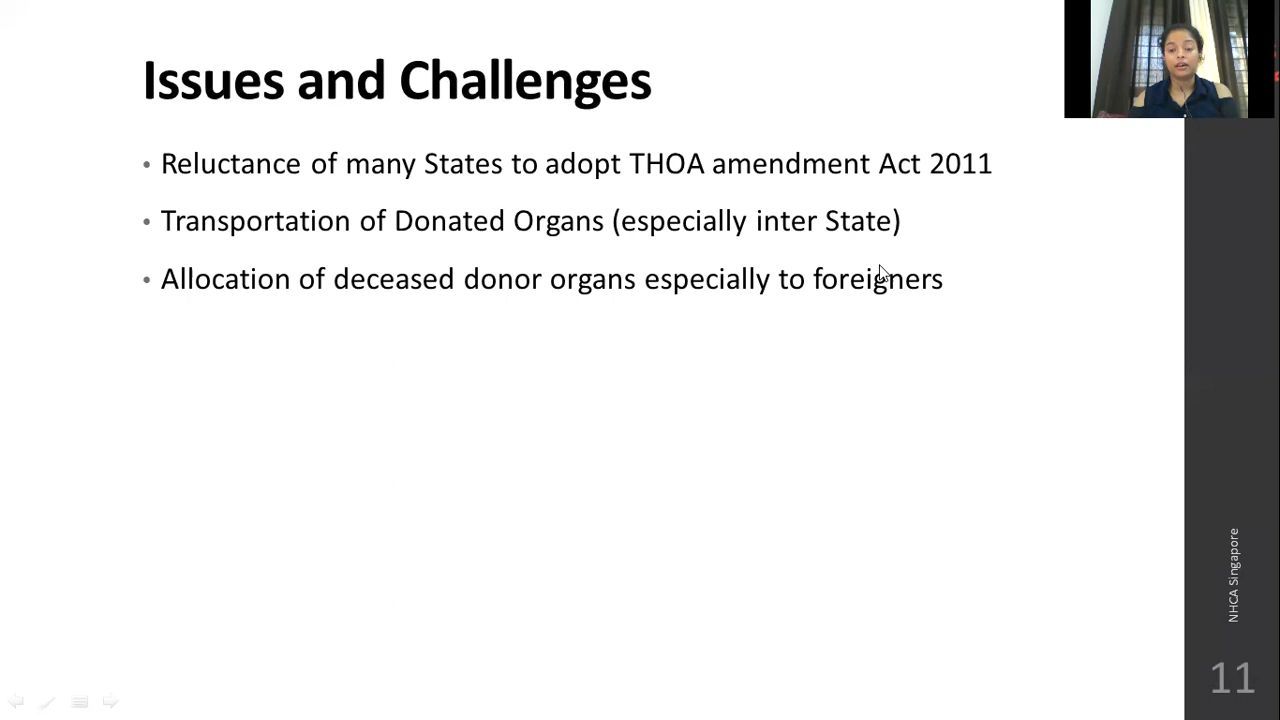 Issues and Challenges
• Reluctance of many States to adopt THOA amendment Act 2011
• Transportation of Donated Organs (especially inter State)
• Allocation of deceased donor organs especially to foreigners
NHCA Singapore
11